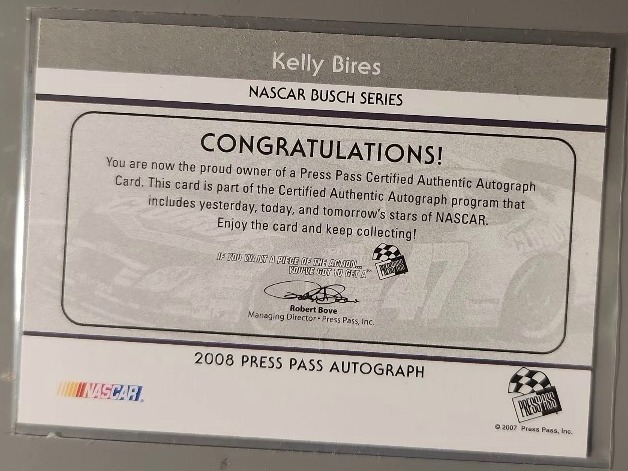 Kelly Bires
NASCAR BUSCH SERIES
CONGRATULATIONS!
You are now the proud owner of a Press Pass Certified Authentic Autograph
Card. This card is part of the Certified Authentic Autograph program that
includes yesterday, today, and tomorrow's stars of NASCAR.
Enjoy the card and keep collecting!
IF YOU WANT A PIECE OF THE ACTION...
YOU'VE GOT TO GET A
PRESS PASS
47
Robert Bove
Managing Director • Press Pass, Inc.
2008 PRESS PASS AUTOGRAPH
NASCAR
PRESS PASS
© 2007 Press Pass, Inc.